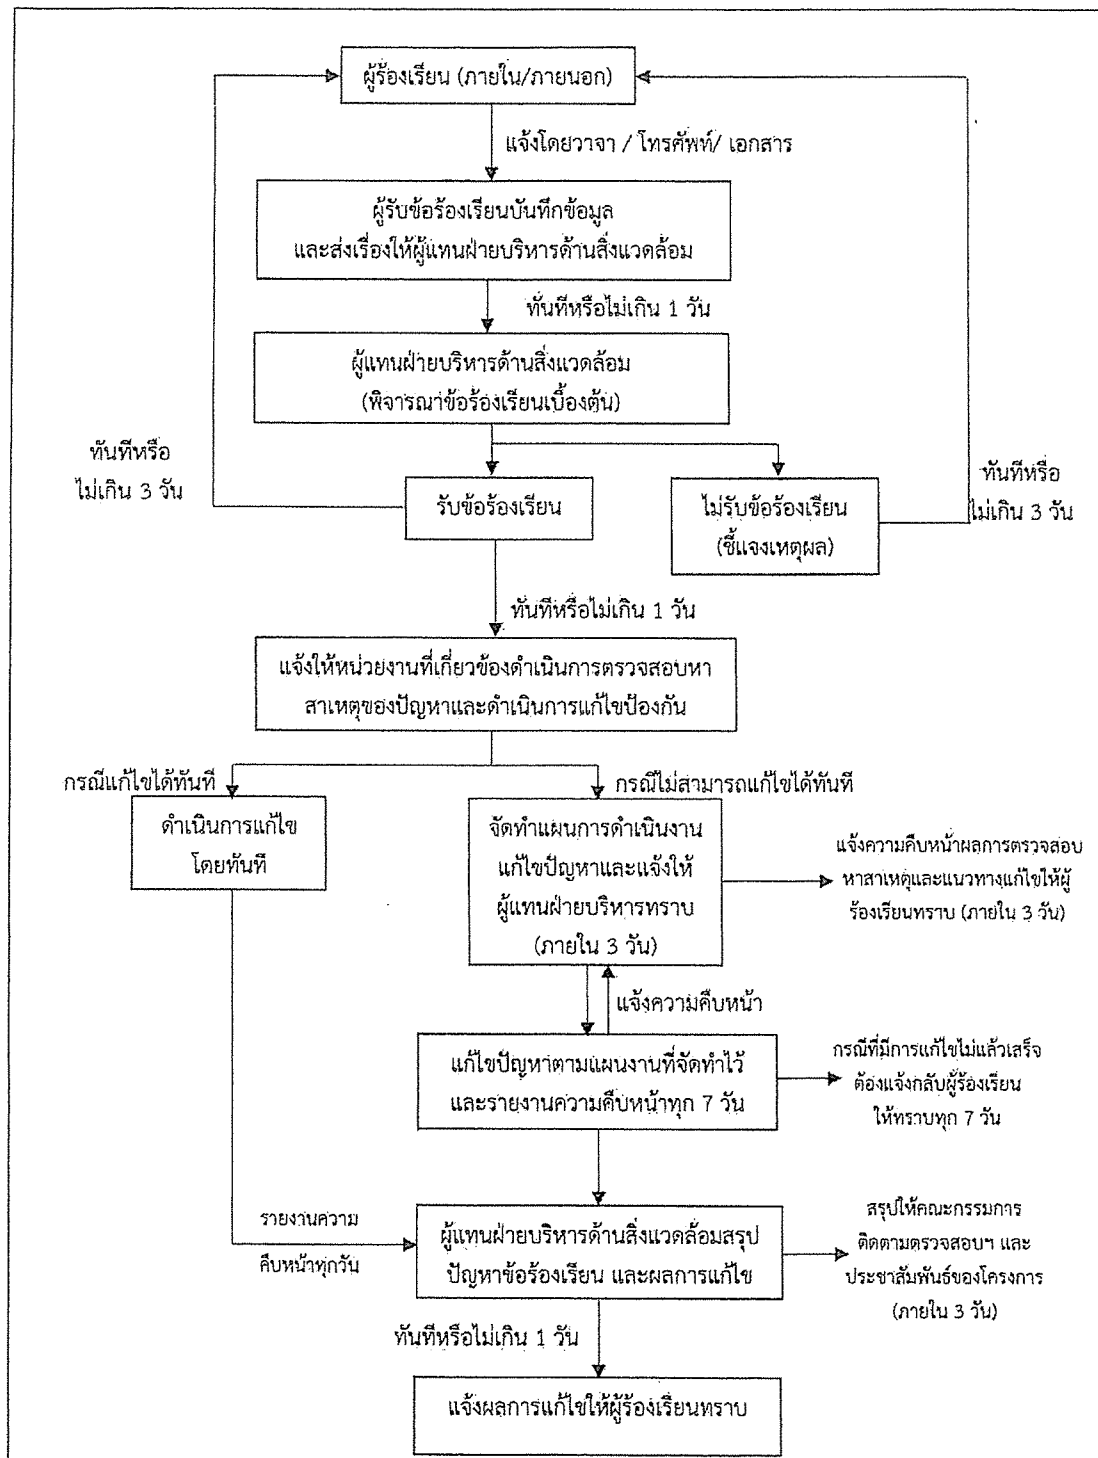 ผู้ร้องเรียน (ภายใน/ภายนอก)
แจ้งโดยวาจา / โทรศัพท์/ เอกสาร
ผู้รับข้อร้องเรียนบันทึกข้อมูล
และส่งเรื่องให้ผู้แทนฝ่ายบริหารด้านสิ่งแวดล้อม
ทันทีหรือไม่เกิน 1 วัน
ผู้แทนฝ่ายบริหารด้านสิ่งแวดล้อม
(พิจารณาข้อร้องเรียนเบื้องต้น)
ทันทีหรือ
ไม่เกิน 3 วัน
รับข้อร้องเรียน
ไม่รับข้อร้องเรียน
(ชี้แจงเหตุผล)
ทันทีหรือ
ไม่เกิน 3 วัน
ทันทีหรือไม่เกิน 1 วัน
แจ้งให้หน่วยงานที่เกี่ยวข้องดำเนินการตรวจสอบหา
สาเหตุของปัญหาและดำเนินการแก้ไขป้องกัน
กรณีแก้ไขได้ทันที
กรณีไม่สามารถแก้ไขได้ทันที
ดำเนินการแก้ไข
โดยทันที
จัดทำแผนการดำเนินงาน
แก้ไขปัญหาและแจ้งให้
ผู้แทนฝ่ายบริหารทราบ
(ภายใน 3 วัน)
แจ้งความคืบหน้าผลการตรวจสอบ
หาสาเหตุและแนวทางแก้ไขให้ผู้
ร้องเรียนทราบ (ภายใน 3 วัน)
แจ้งความคืบหน้า
แก้ไขปัญหาตามแผนงานที่จัดทำไว้
และรายงานความคืบหน้าทุก 7 วัน
กรณีที่มีการแก้ไขไม่แล้วเสร็จ
ต้องแจ้งกลับผู้ร้องเรียน
ให้ทราบทุก 7 วัน
รายงานความ
คืบหน้าทุกวัน
ผู้แทนฝ่ายบริหารด้านสิ่งแวดล้อมสรุป
ปัญหาข้อร้องเรียน และผลการแก้ไข
สรุปให้คณะกรรมการ
ติดตามตรวจสอบฯ และ
ประชาสัมพันธ์ของโครงการ
(ภายใน 3 วัน)
ทันทีหรือไม่เกิน 1 วัน
แจ้งผลการแก้ไขให้ผู้ร้องเรียนทราบ